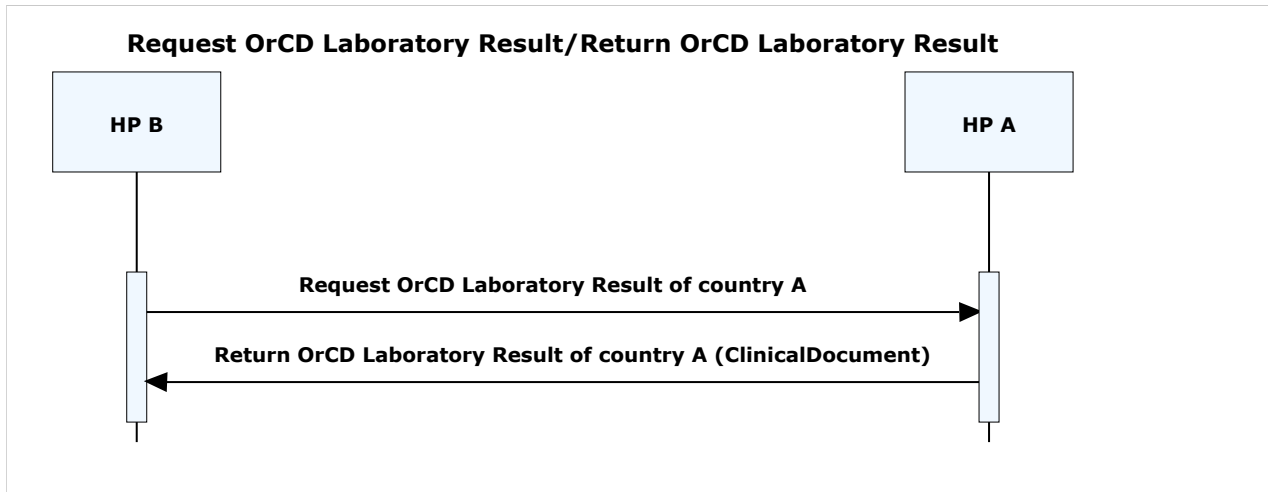 Request OrCD Laboratory Result/Return OrCD Laboratory Result
HP B
HP A
Request OrCD Laboratory Result of country A
Return OrCD Laboratory Result of country A (ClinicalDocument)